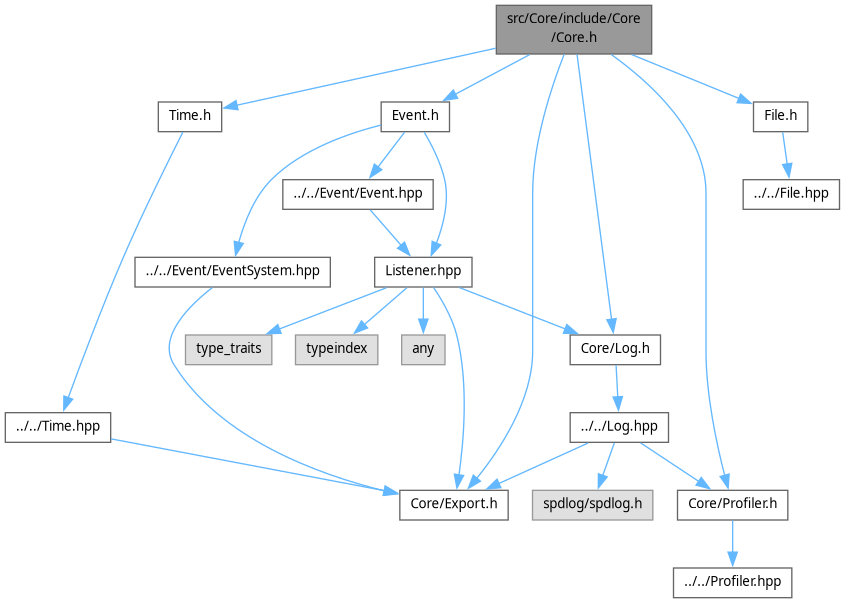 src/Core/include/Core
/Core.h
Time.h
Event.h
File.h
../../Event/Event.hpp
../../File.hpp
../../Event/EventSystem.hpp
Listener.hpp
type_traits
typeindex
any
Core/Log.h
../../Time.hpp
../../Log.hpp
Core/Export.h
spdlog/spdlog.h
Core/Profiler.h
../../Profiler.hpp